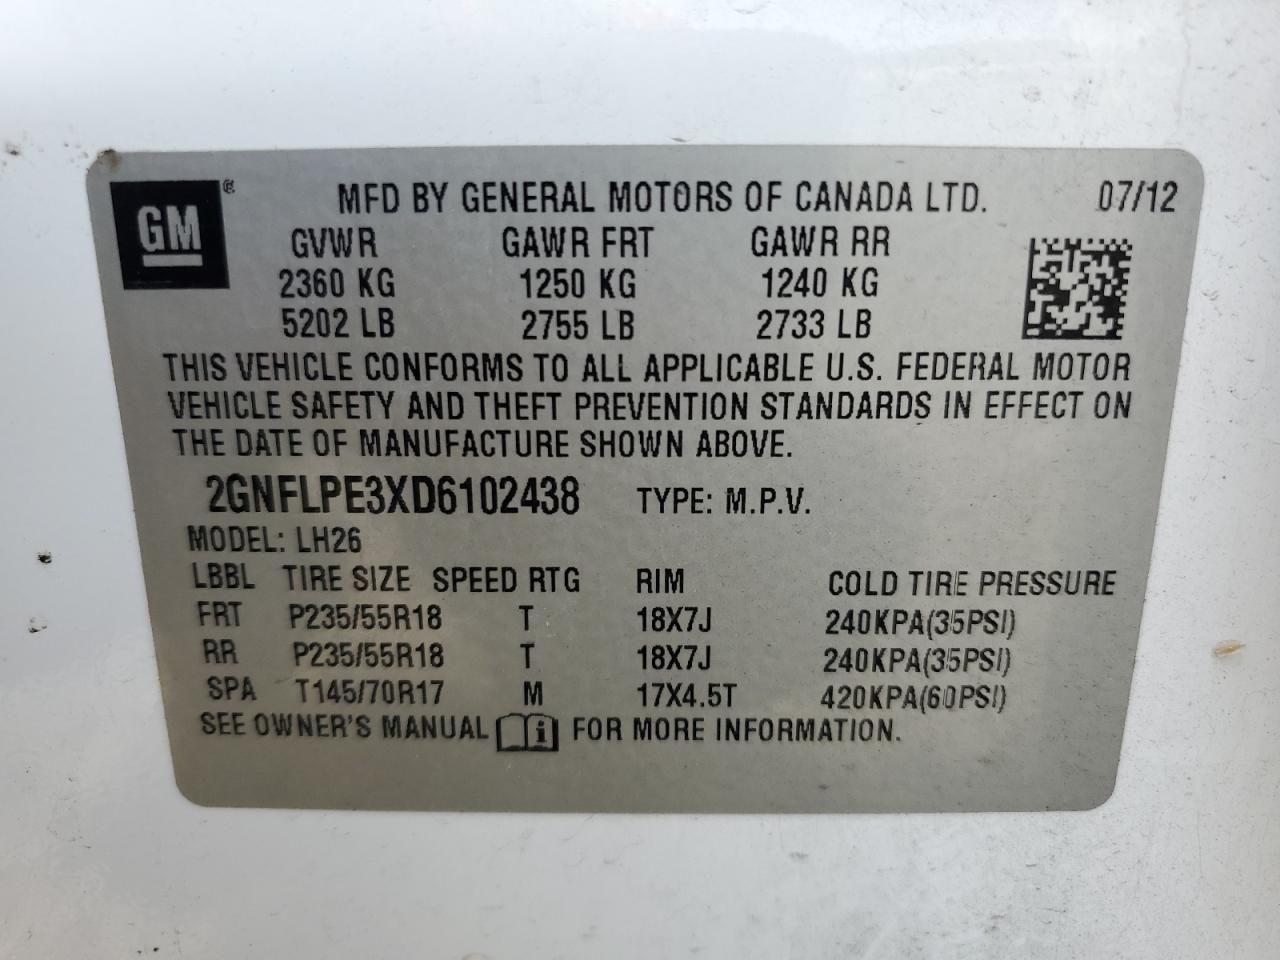 GM ® MFD BY GENERAL MOTORS OF CANADA LTD. 07/12
GVWR GAWR FRT GAWR RR
2360 KG 1250 KG 1240 KG
5202 LB 2755 LB 2733 LB
THIS VEHICLE CONFORMS TO ALL APPLICABLE U.S. FEDERAL MOTOR
VEHICLE SAFETY AND THEFT PREVENTION STANDARDS IN EFFECT ON
THE DATE OF MANUFACTURE SHOWN ABOVE.
2GNFLPE3XD6102438 TYPE: M.P.V.
MODEL: LH26
LBBL TIRE SIZE SPEED RTG RIM COLD TIRE PRESSURE
FRT P235/55R18 T 18X7J 240KPA(35PSI)
RR P235/55R18 T 18X7J 240KPA(35PSI)
SPA T145/70R17 M 17X4.5T 420KPA(60PSI)
SEE OWNER'S MANUAL i FOR MORE INFORMATION.